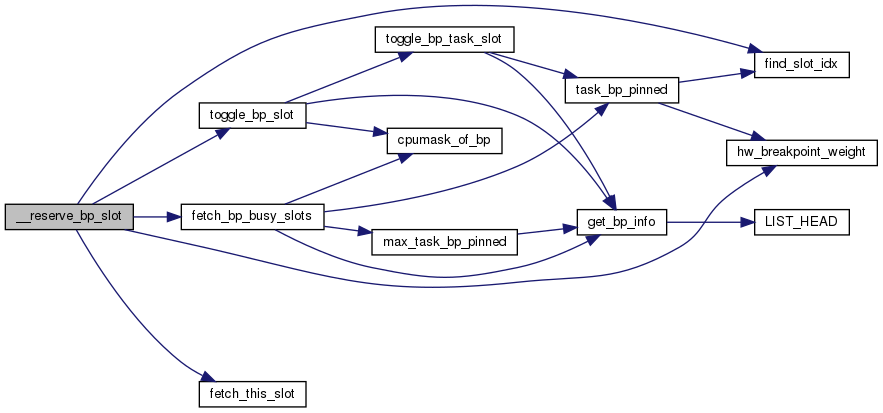 toggle_bp_task_slot
find_slot_idx
task_bp_pinned
toggle_bp_slot
cpumask_of_bp
hw_breakpoint_weight
__reserve_bp_slot
fetch_bp_busy_slots
get_bp_info
LIST_HEAD
max_task_bp_pinned
fetch_this_slot